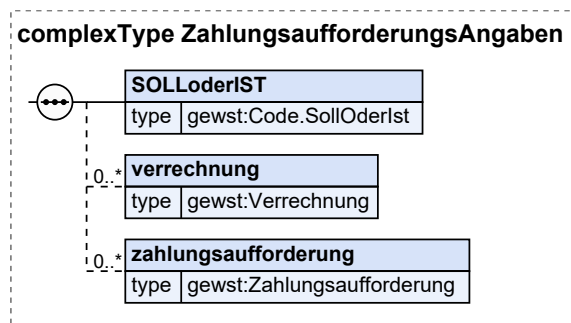 complexType ZahlungsaufforderungsAngaben
SOLLoderIST
type gewst:Code.SollOderIst
0..* verrechnung
type gewst:Verrechnung
0..* zahlungsaufforderung
type gewst:Zahlungsaufforderung